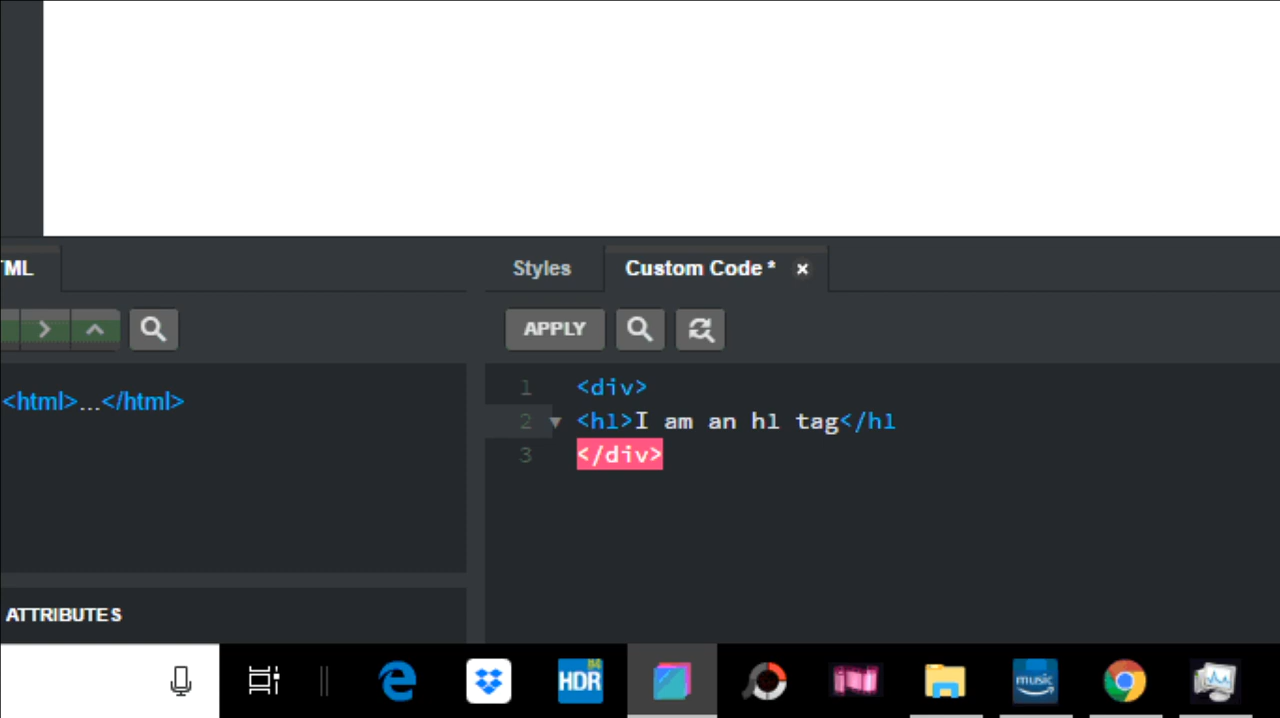 TML
Styles
Custom Code *
APPLY
<html>...</html>
1 <div>
2 <h1>I am an h1 tag</h1
3 </div>
ATTRIBUTES
HDR
64
music